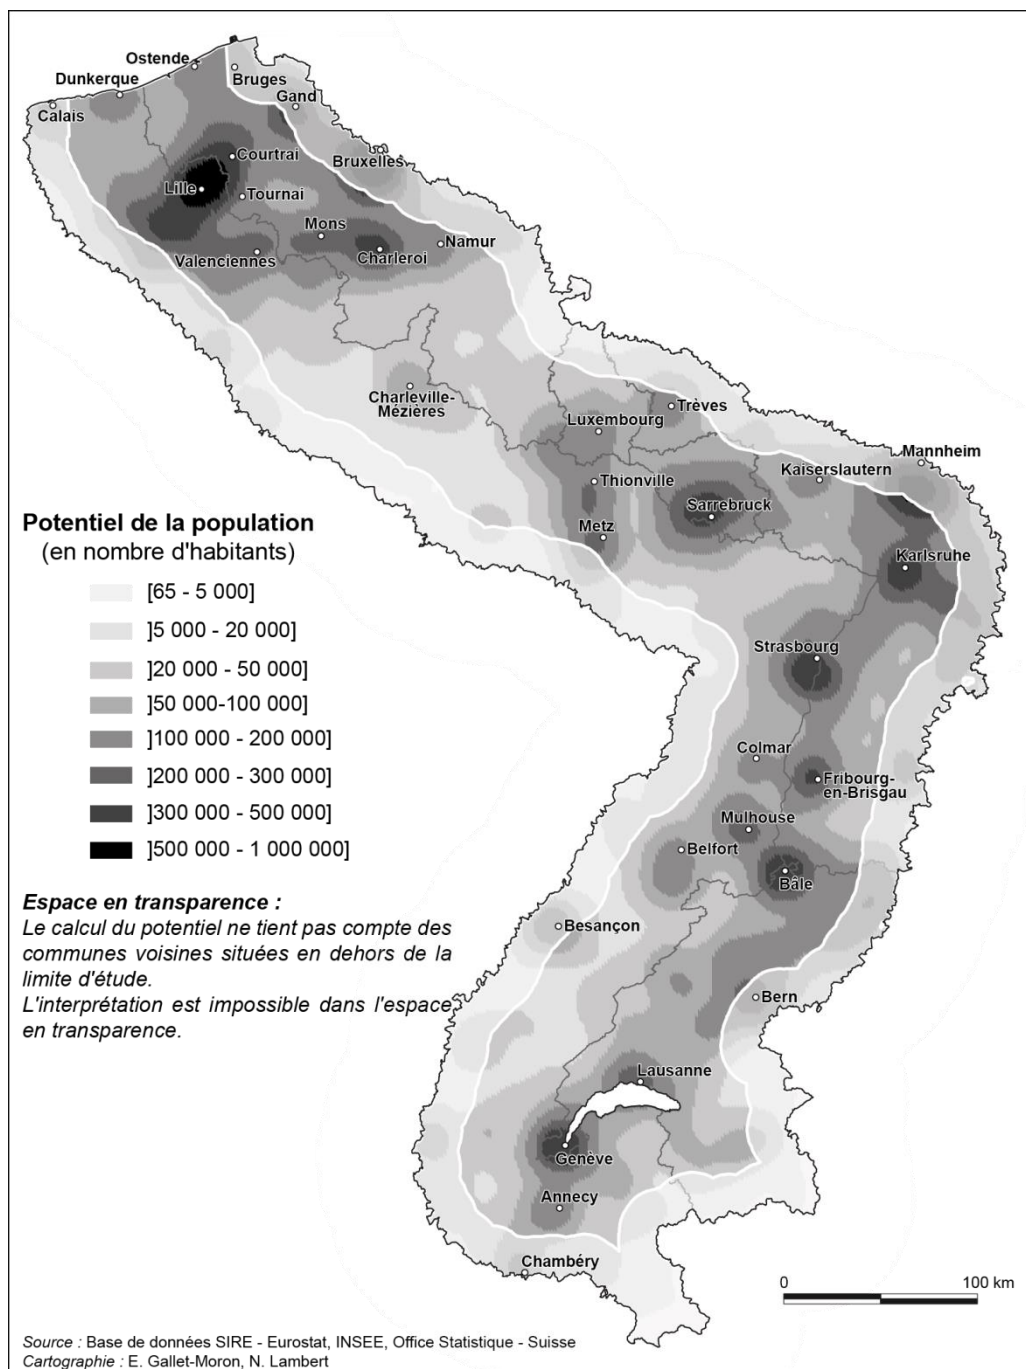 Ostende
Dunkerque
Bruges
Gand
Calais
Bruxelles
Courtrai
Lille
Tournai
Mons
Namur
Valenciennes
Charleroi
Charleville-
Mézières
Trèves
Luxembourg
Mannheim
Kaiserslautern
Thionville
Sarrebruck
Metz
Karlsruhe
Strasbourg
Colmar
Fribourg-
en-Brisgau
Mulhouse
Belfort
Bâle
Besançon
Bern
Lausanne
Genève
Annecy
Chambéry
Potentiel de la population
(en nombre d'habitants)
]65 - 5 000]
]5 000 - 20 000]
]20 000 - 50 000]
]50 000-100 000]
]100 000 - 200 000]
]200 000 - 300 000]
]300 000 - 500 000]
]500 000 - 1 000 000]
Espace en transparence :
Le calcul du potentiel ne tient pas compte des
communes voisines situées en dehors de la
limite d'étude.
L'interprétation est impossible dans l'espace
en transparence.
0 100 km
Source : Base de données SIRE - Eurostat, INSEE, Office Statistique - Suisse
Cartographie : E. Gallet-Moron, N. Lambert